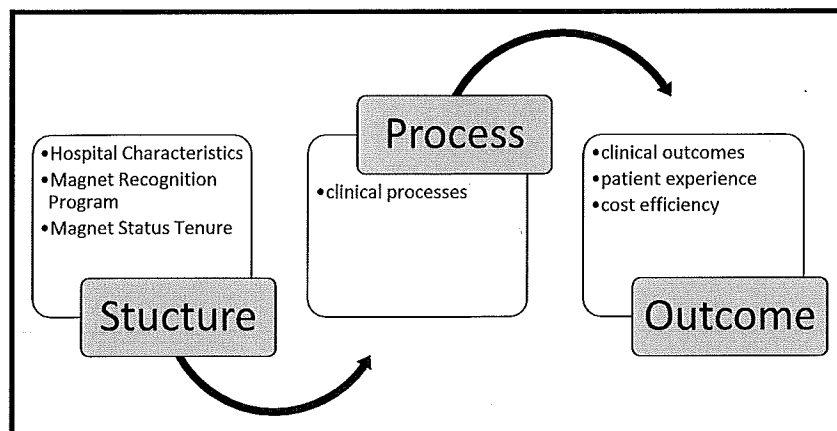 •Hospital Characteristics
•Magnet Recognition
Program
•Magnet Status Tenure
Stucture
Process
•clinical processes
•clinical outcomes
•patient experience
•cost efficiency
Outcome